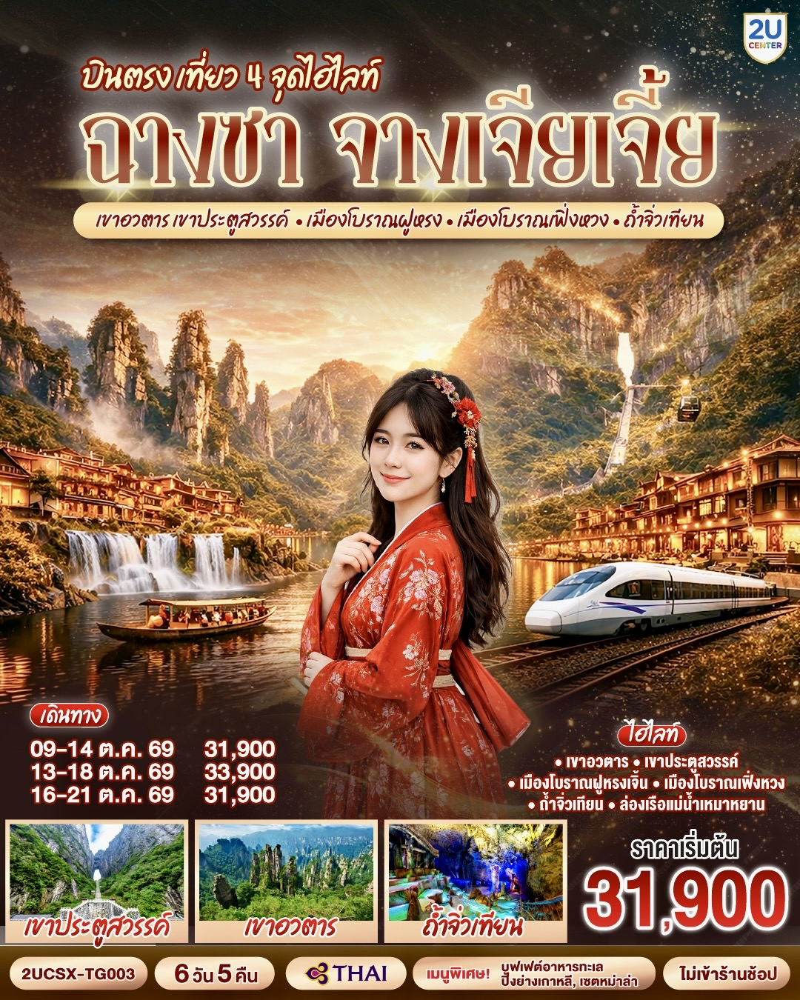 2U
CENTER
บินตรง เที่ยว 4 จุดไฮไลท์
ฉางซา จางเจียเจี้ย
เขาอวตาร เขาประตูสวรรค์ • เมืองโบราณฝูหรง • เมืองโบราณเฟิ่งหวง • ถ้ำจิ่วเทียน
เดินทาง
09-14 ต.ค. 69 31,900
13-18 ต.ค. 69 33,900
16-21 ต.ค. 69 31,900
ไฮไลท์
• เขาอวตาร • เขาประตูสวรรค์
• เมืองโบราณฝูหรงเจิ้น • เมืองโบราณเฟิ่งหวง
• ถ้ำจิ่วเทียน • ล่องเรือแม่น้ำเหมาหยาน
ราคาเริ่มต้น
31,900
เขาประตูสวรรค์
เขาอวตาร
ถ้ำจิ่วเทียน
2UCSX-TG003
6 วัน 5 คืน
THAI
เมนูพิเศษ!
บุฟเฟต์อาหารทะเล
ปิ้งย่างเกาหลี, เซตหม่าล่า
ไม่เข้าร้านช้อป